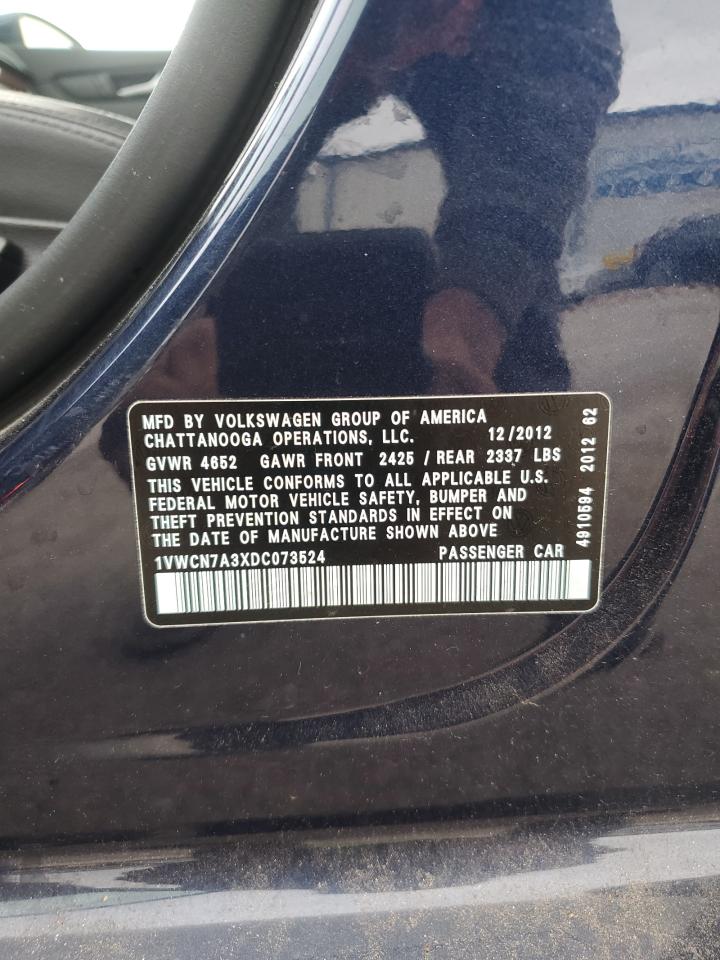 MFD BY VOLKSWAGEN GROUP OF AMERICA
CHATTANOOGA OPERATIONS, LLC. 12/2012
GVWR 4652 GAWR FRONT 2425 / REAR 2337 LBS
THIS VEHICLE CONFORMS TO ALL APPLICABLE U.S.
FEDERAL MOTOR VEHICLE SAFETY, BUMPER AND
THEFT PREVENTION STANDARDS IN EFFECT ON
THE DATE OF MANUFACTURE SHOWN ABOVE
1VWCN7A3XDC073524 PASSENGER CAR
4910594 2012 62